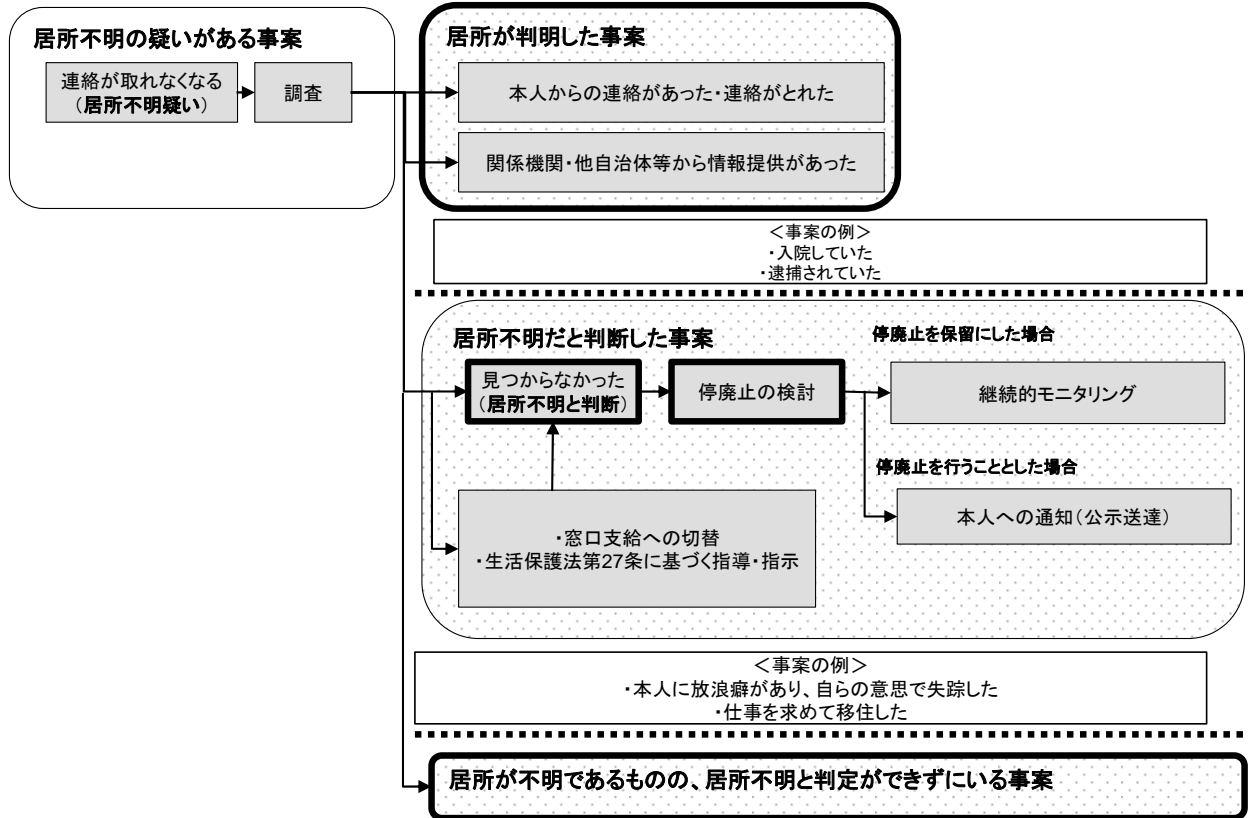 居所不明の疑いがある事案
連絡が取れなくなる
（居所不明疑い）
調査
居所が判明した事案
本人からの連絡があった・連絡がとれた
関係機関・他自治体等から情報提供があった
＜事案の例＞
・入院していた
・逮捕されていた
居所不明だと判断した事案
見つからなかった
（居所不明と判断）
停廃止の検討
停廃止を保留にした場合
継続的モニタリング
停廃止を行うこととした場合
本人への通知（公示送達）
・窓口支給への切替
・生活保護法第27条に基づく指導・指示
＜事案の例＞
・本人に放浪癖があり、自らの意思で失踪した
・仕事を求めて移住した
居所が不明であるものの、居所不明と判定ができずにいる事案